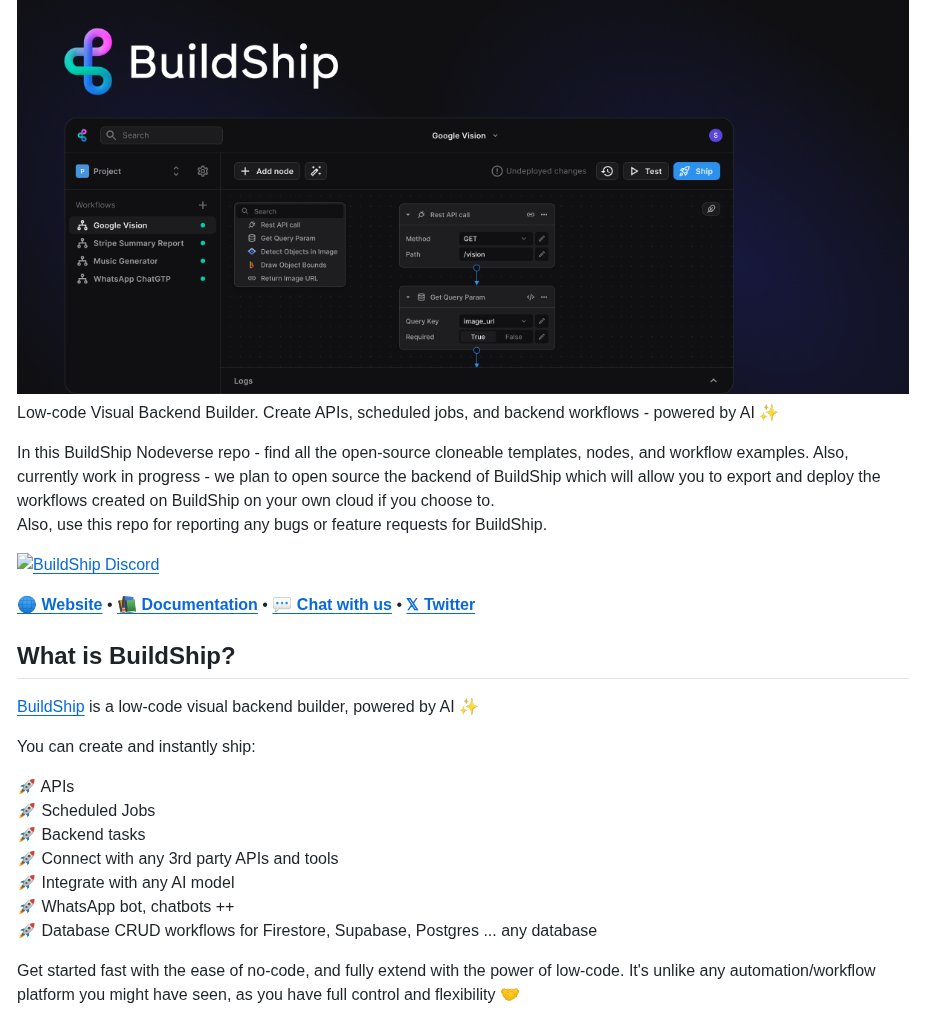 BuildShip
Search
Google Vision
S
P Project
Add node
Undeployed changes
Test
Ship
Workflows
Google Vision
Stripe Summary Report
Music Generator
WhatsApp ChatGTP
Search
Rest API call
Get Query Param
Detect Objects in Image
Draw Object Bounds
Return Image URL
Rest API call
Method GET
Path /vision
Get Query Param
Query Key image_url
Required True False
Logs
Low-code Visual Backend Builder. Create APIs, scheduled jobs, and backend workflows - powered by AI ✨
In this BuildShip Nodeverse repo - find all the open-source cloneable templates, nodes, and workflow examples. Also,
currently work in progress - we plan to open source the backend of BuildShip which will allow you to export and deploy the
workflows created on BuildShip on your own cloud if you choose to.
Also, use this repo for reporting any bugs or feature requests for BuildShip.
BuildShip Discord
🌐 Website • 📚 Documentation • 💬 Chat with us • 𝕏 Twitter
What is BuildShip?
BuildShip is a low-code visual backend builder, powered by AI ✨
You can create and instantly ship:
🚀 APIs
🚀 Scheduled Jobs
🚀 Backend tasks
🚀 Connect with any 3rd party APIs and tools
🚀 Integrate with any AI model
🚀 WhatsApp bot, chatbots ++
🚀 Database CRUD workflows for Firestore, Supabase, Postgres ... any database
Get started fast with the ease of no-code, and fully extend with the power of low-code. It's unlike any automation/workflow
platform you might have seen, as you have full control and flexibility 🤝